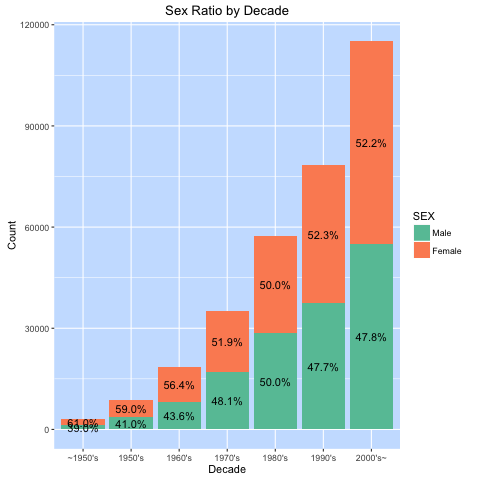 Sex Ratio by Decade
120000
90000
60000
30000
0
Count
52.2%
47.8%
52.3%
47.7%
50.0%
50.0%
51.9%
48.1%
56.4%
43.6%
59.0%
41.0%
61.0%
39.0%
~1950's 1950's 1960's 1970's 1980's 1990's 2000's~
Decade
SEX
Male
Female